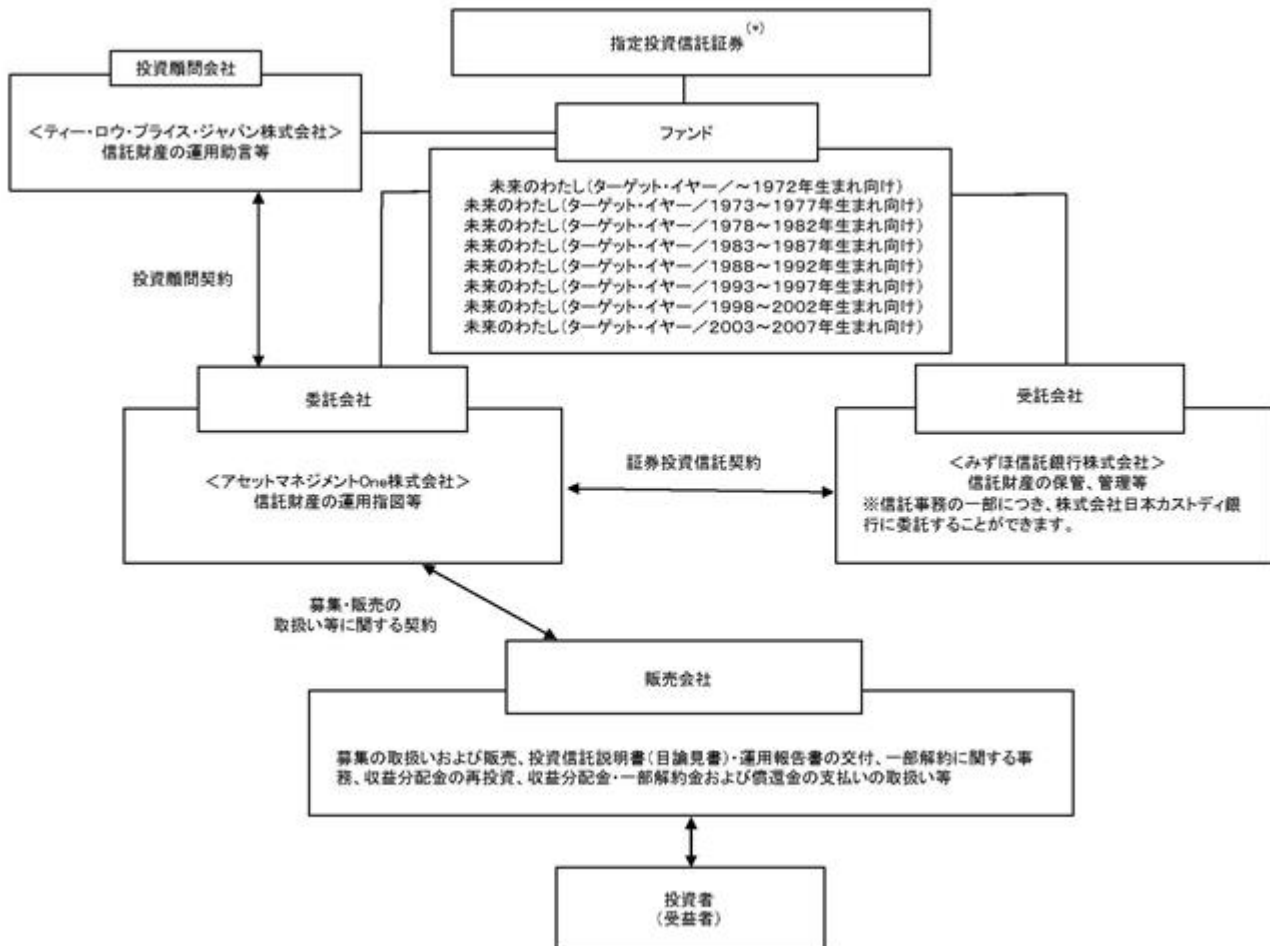 指定投資信託証券(*)
投資顧問会社
<ティー・ロウ・プライス・ジャパン株式会社>
信託財産の運用助言等
ファンド
未来のわたし(ターゲット・イヤー/~1972年生まれ向け)
未来のわたし(ターゲット・イヤー/1973~1977年生まれ向け)
未来のわたし(ターゲット・イヤー/1978~1982年生まれ向け)
未来のわたし(ターゲット・イヤー/1983~1987年生まれ向け)
未来のわたし(ターゲット・イヤー/1988~1992年生まれ向け)
未来のわたし(ターゲット・イヤー/1993~1997年生まれ向け)
未来のわたし(ターゲット・イヤー/1998~2002年生まれ向け)
未来のわたし(ターゲット・イヤー/2003~2007年生まれ向け)
投資顧問契約
委託会社
<アセットマネジメントOne株式会社>
信託財産の運用指図等
証券投資信託契約
受託会社
<みずほ信託銀行株式会社>
信託財産の保管、管理等
※信託事務の一部につき、株式会社日本カストディ銀
行に委託することができます。
募集・販売の
取扱い等に関する契約
販売会社
募集の取扱いおよび販売、投資信託説明書(目論見書)・運用報告書の交付、一部解約に関する事
務、収益分配金の再投資、収益分配金・一部解約金および償還金の支払いの取扱い等
投資者
(受益者)